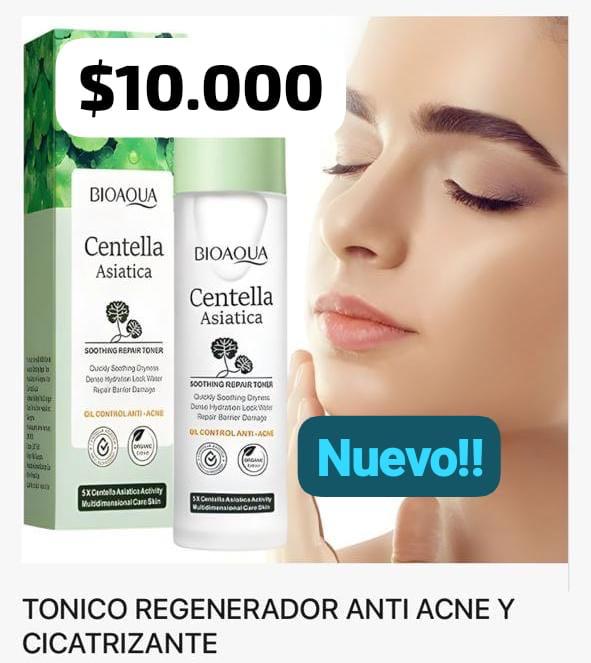 $10.000
BIOAQUA
Centella
Asiatica
SOOTHING REPAIR TONER
Quickly Soothing Dryness
Dense Hydration Lock Water
Repair Barrier Damage
OIL CONTROL ANTI-ACNE
ORGANIC
5X Centella Asiatica Activity
Multidimensional Care Skin
BIOAQUA
Centella
Asiatica
SOOTHING REPAIR TONER
Quickly Soothing Dryness
Dense Hydration Lock Water
Repair Barrier Damage
OIL CONTROL ANTI-ACNE
ORGANIC
5X Centella Asiatica Activity
Multidimensional Care Skin
Nuevo!!
TONICO REGENERADOR ANTI ACNE Y
CICATRIZANTE